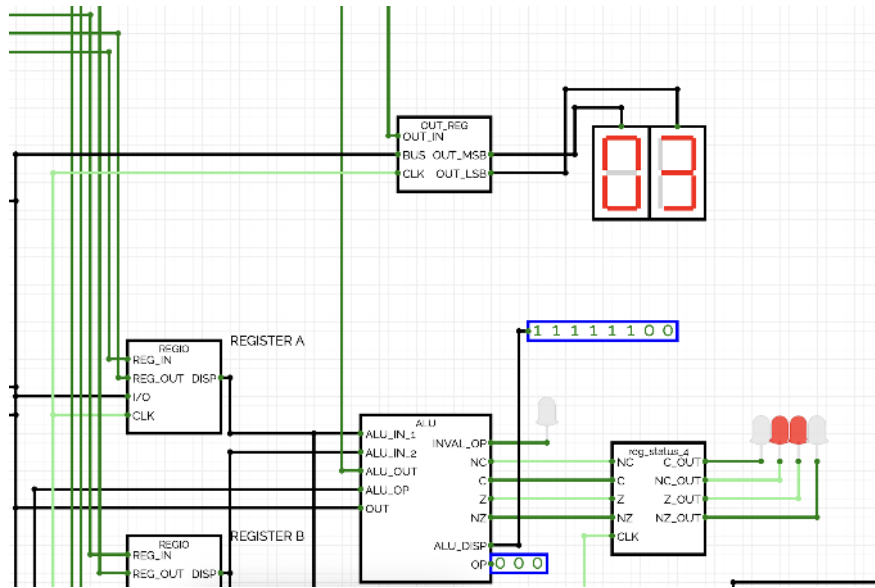 OUT_REG
OUT_IN
BUS OUT_MSB
CLK OUT_LSB
03
1 1 1 1 1 1 0 0
REGIO
REGISTER A
REG_IN
REG_OUT DISP
I/O
CLK
ALU
ALU_IN_1
INVAL_OP
ALU_IN_2
NC
ALU_OUT
C
ALU_OP
Z
OUT
NZ
ALU_DISP
OP
0 0 0
reg_status_4
NC C_OUT
C NC_OUT
Z Z_OUT
NZ NZ_OUT
CLK
REGISTER B
REGIO
REG_IN
REG_OUT DISP